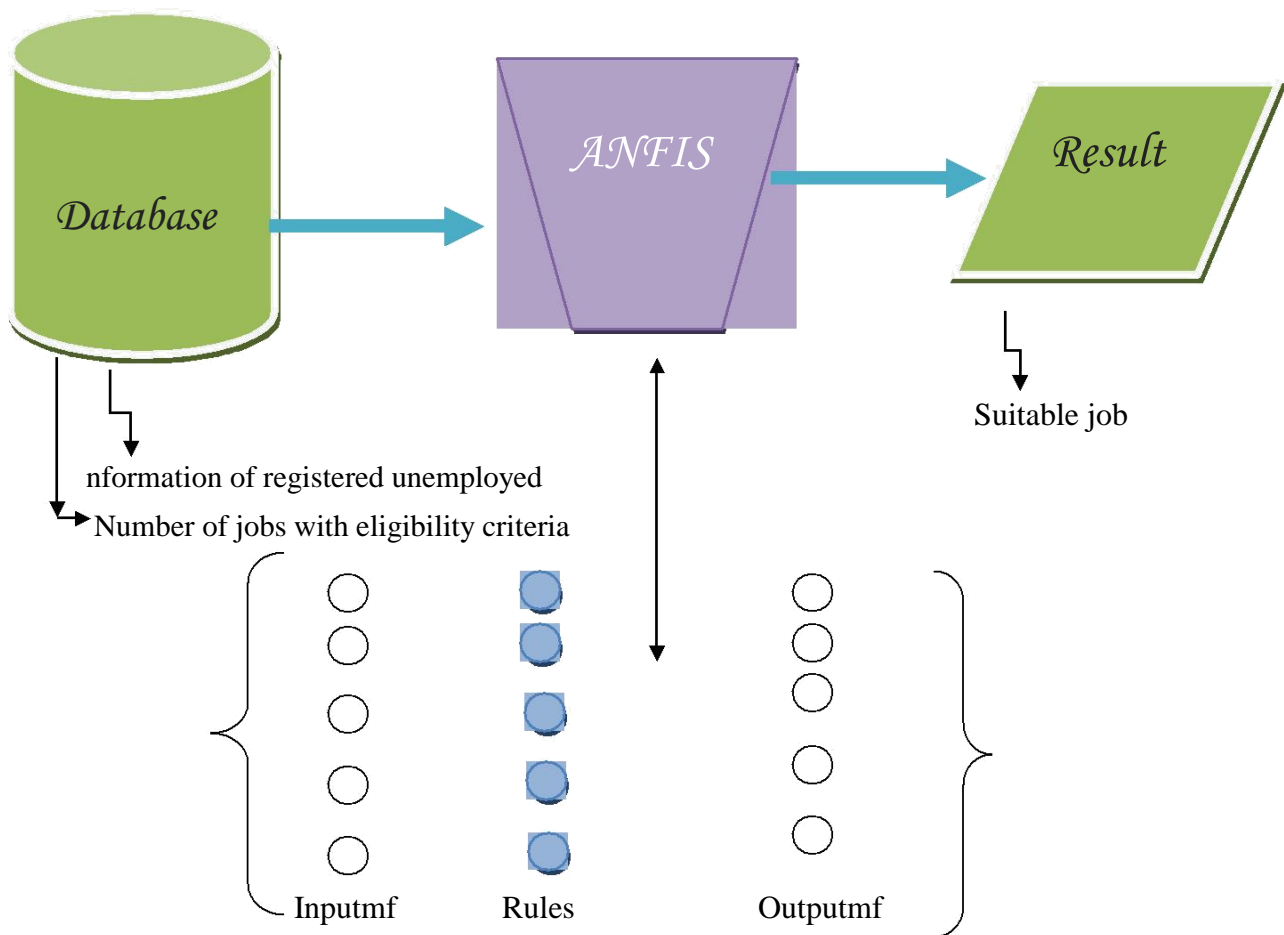 Database
ANFIS
Result
Suitable job
nformation of registered unemployed
Number of jobs with eligibility criteria
Inputmf Rules Outputmf